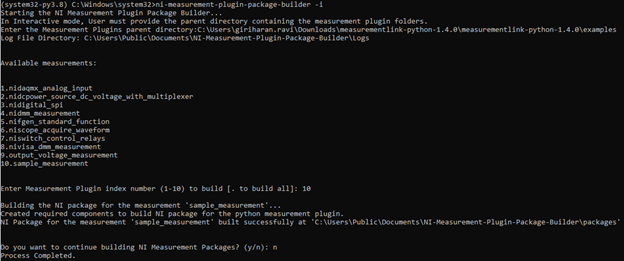 (system32-py3.8) C:\Windows\system32>ni-measurement-plugin-package-builder -i
Starting the NI Measurement Plugin Package Builder...
In Interactive mode, User must provide the parent directory containing the measurement plugin folders.
Enter the Measurement Plugins parent directory:C:\Users\giriharan.ravi\Downloads\measurementlink-python-1.4.0\measurementlink-python-1.4.0\examples
Log File Directory: C:\Users\Public\Documents\NI-Measurement-Plugin-Package-Builder\Logs
Available measurements:
1.nidaqmx_analog_input
2.nidcpower_source_dc_voltage_with_multiplexer
3.nidigital_spi
4.nidmm_measurement
5.nifgen_standard_function
6.niscope_acquire_waveform
7.niswitch_control_relays
8.nivisa_dmm_measurement
9.output_voltage_measurement
10.sample_measurement
Enter Measurement Plugin index number (1-10) to build [. to build all]: 10
Building the NI package for the measurement 'sample_measurement'...
Created required components to build NI package for the python measurement plugin.
NI Package for the measurement 'sample_measurement' built successfully at 'C:\Users\Public\Documents\NI-Measurement-Plugin-Package-Builder\packages'
Do you want to continue building NI Measurement Packages? (y/n): n
Process Completed.